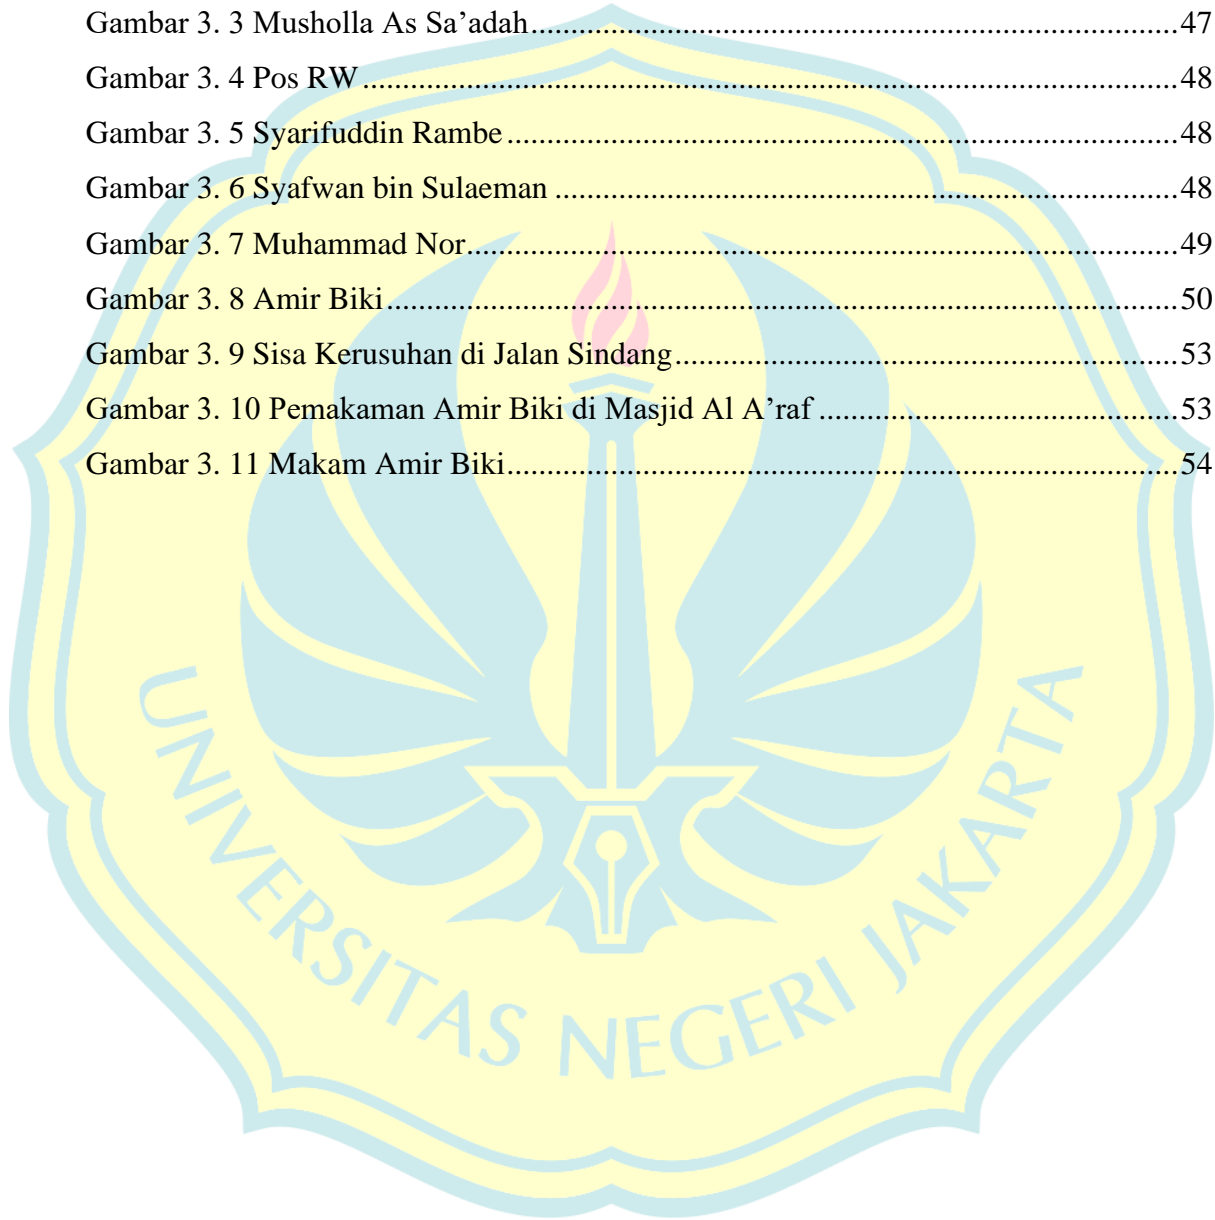 Gambar 3. 3 Musholla As Sa’adah................................................................................47
Gambar 3. 4 Pos RW.....................................................................................................48
Gambar 3. 5 Syarifuddin Rambe...................................................................................48
Gambar 3. 6 Syafwan bin Sulaeman .............................................................................48
Gambar 3. 7 Muhammad Nor........................................................................................49
Gambar 3. 8 Amir Biki..................................................................................................50
Gambar 3. 9 Sisa Kerusuhan di Jalan Sindang..............................................................53
Gambar 3. 10 Pemakaman Amir Biki di Masjid Al A’raf ............................................53
Gambar 3. 11 Makam Amir Biki...................................................................................54
UNIVERSITAS NEGERI JAKARTA